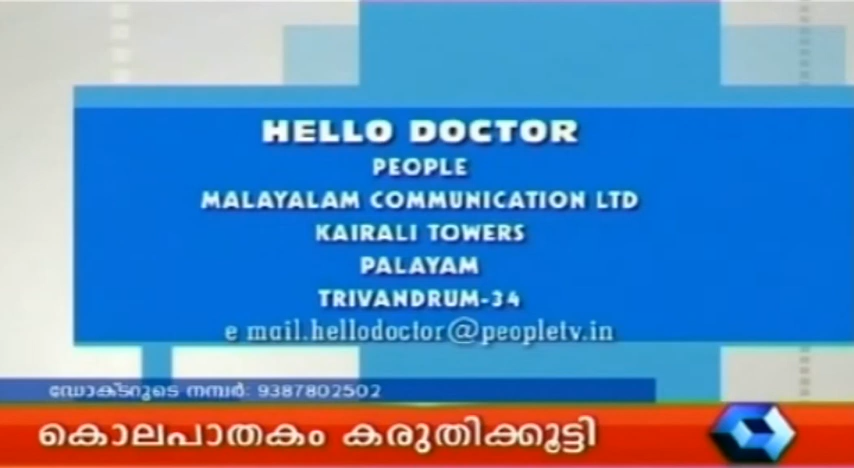 HELLO DOCTOR
PEOPLE
MALAYALAM COMMUNICATION LTD
KAIRALI TOWERS
PALAYAM
TRIVANDRUM-34
e mail.hellodoctor@peopletv.in
ഡോക്ടറുടെ നമ്പർ: 9387802502
കൊലപാതകം കരുതിക്കൂട്ടി